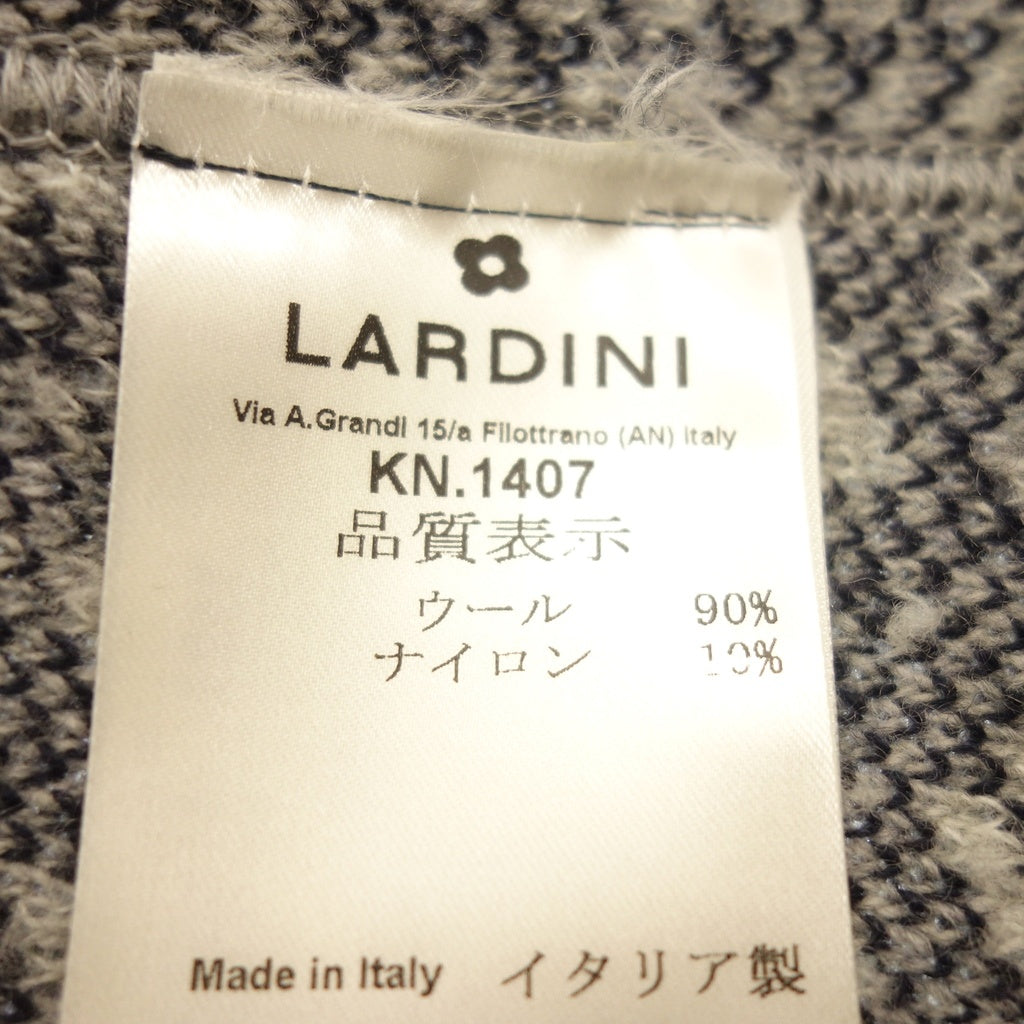 LARDINI
Via A.Grandi 15/a Filottrano (AN) Italy
KN.1407
品質表示
ウール 90%
ナイロン 10%
Made in Italy イタリア製